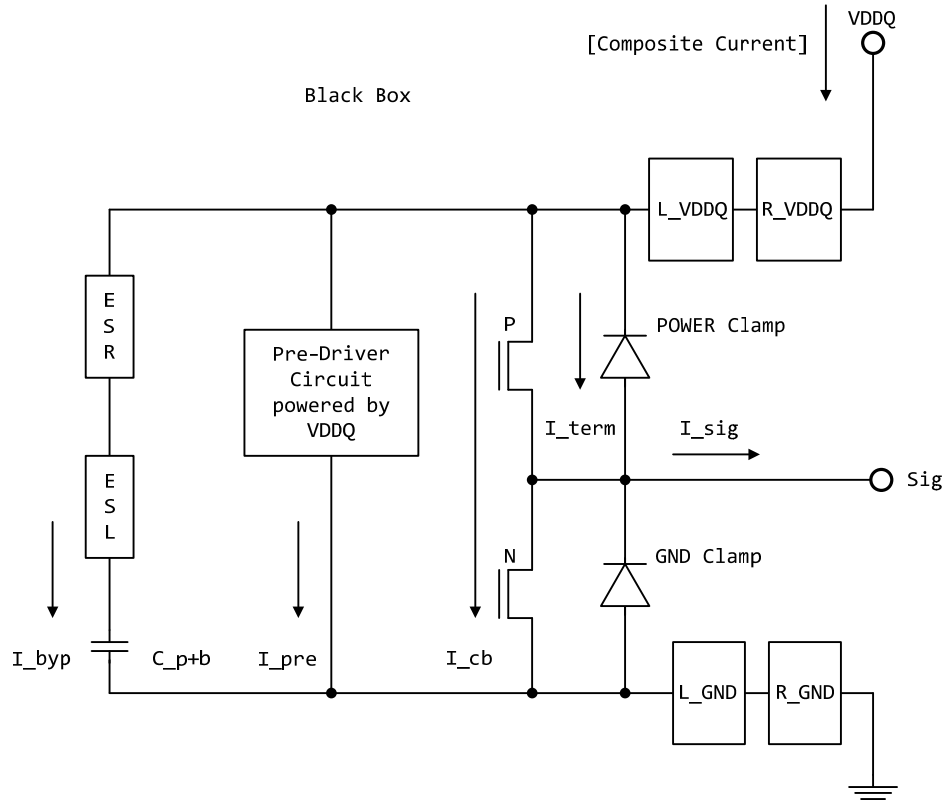 VDDQ
[Composite Current]
Black Box
L_VDDQ
R_VDDQ
E
S
R
P
POWER Clamp
Pre-Driver
Circuit
powered by
VDDQ
I_term
I_sig
E
S
L
Sig
N
GND Clamp
I_byp
C_p+b
I_pre
I_cb
L_GND
R_GND